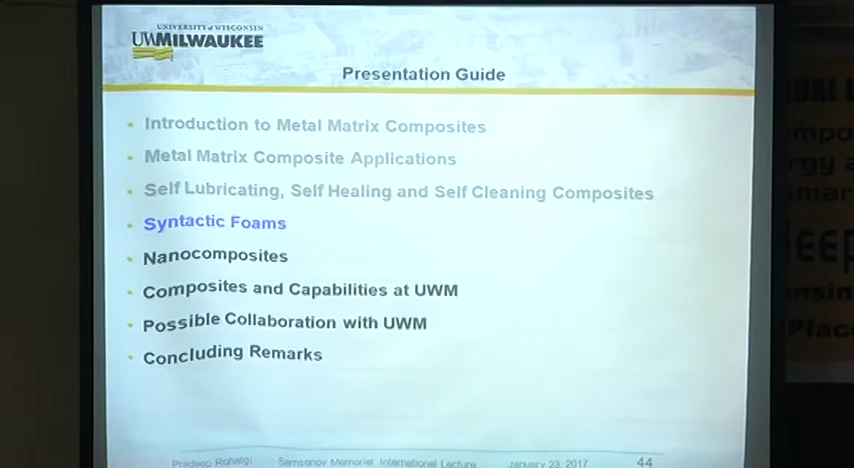 UNIVERSITY of WISCONSIN
UWMILWAUKEE
Presentation Guide
• Introduction to Metal Matrix Composites
• Metal Matrix Composite Applications
• Self Lubricating, Self Healing and Self Cleaning Composites
• Syntactic Foams
• Nanocomposites
• Composites and Capabilities at UWM
• Possible Collaboration with UWM
• Concluding Remarks
Pradeep Rohatgi Samsonov Memorial International Lecture January 23, 2017 44